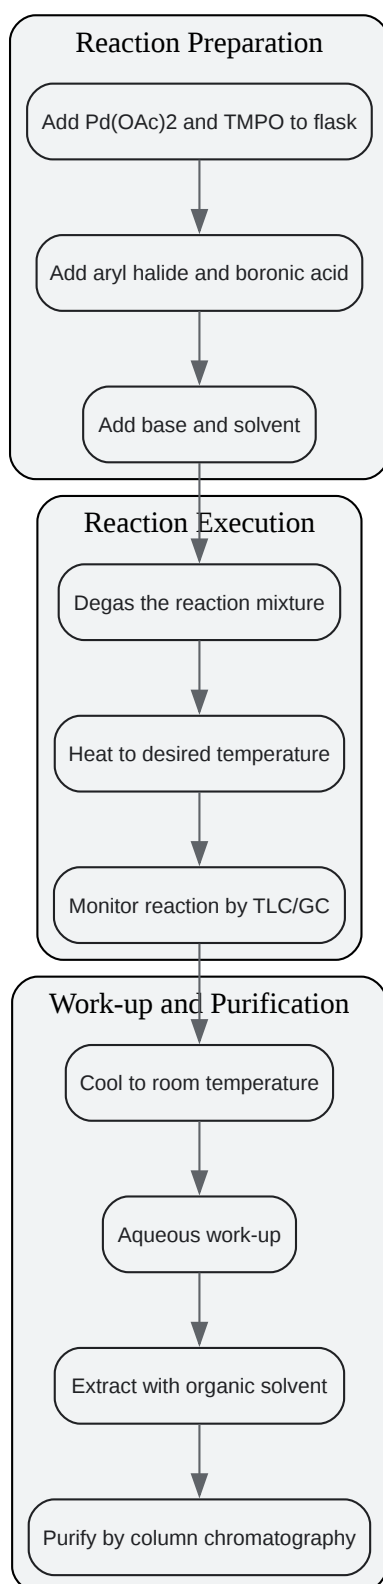 Reaction Preparation
Add Pd(OAc)2 and TMPO to flask
Add aryl halide and boronic acid
Add base and solvent
Reaction Execution
Degas the reaction mixture
Heat to desired temperature
Monitor reaction by TLC/GC
Work-up and Purification
Cool to room temperature
Aqueous work-up
Extract with organic solvent
Purify by column chromatography